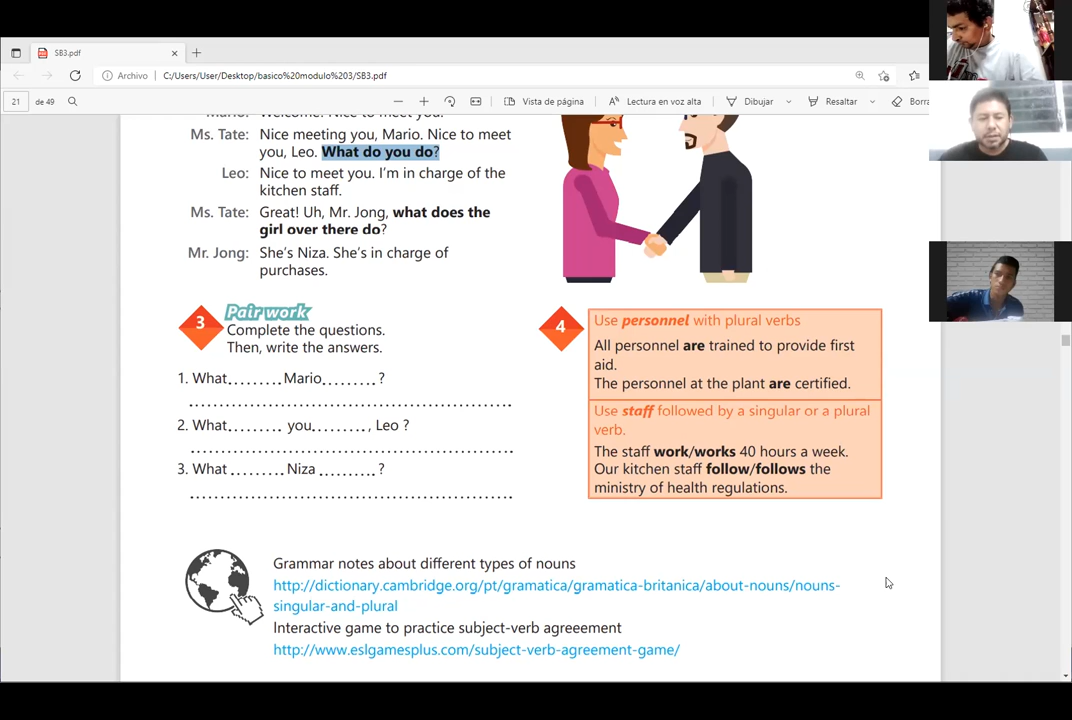 SB3.pdf
Archivo | C:/Users/User/Desktop/basico%20modulo%203/SB3.pdf
21 de 49
Vista de página
Lectura en voz alta
Dibujar
Resaltar
Borra
Mario: Welcome! Nice to meet you.
Ms. Tate: Nice meeting you, Mario. Nice to meet
you, Leo. What do you do?
Leo: Nice to meet you. I'm in charge of the
kitchen staff.
Ms. Tate: Great! Uh, Mr. Jong, what does the
girl over there do?
Mr. Jong: She's Niza. She's in charge of
purchases.
3 Pair work
Complete the questions.
Then, write the answers.
1. What......... Mario......... ?
2. What......... you........., Leo ?
3. What ......... Niza ......... ?
4
Use personnel with plural verbs
All personnel are trained to provide first
aid.
The personnel at the plant are certified.
Use staff followed by a singular or a plural
verb.
The staff work/works 40 hours a week.
Our kitchen staff follow/follows the
ministry of health regulations.
Grammar notes about different types of nouns
http://dictionary.cambridge.org/pt/gramatica/gramatica-britanica/about-nouns/nouns-
singular-and-plural
Interactive game to practice subject-verb agreeement
http://www.eslgamesplus.com/subject-verb-agreement-game/